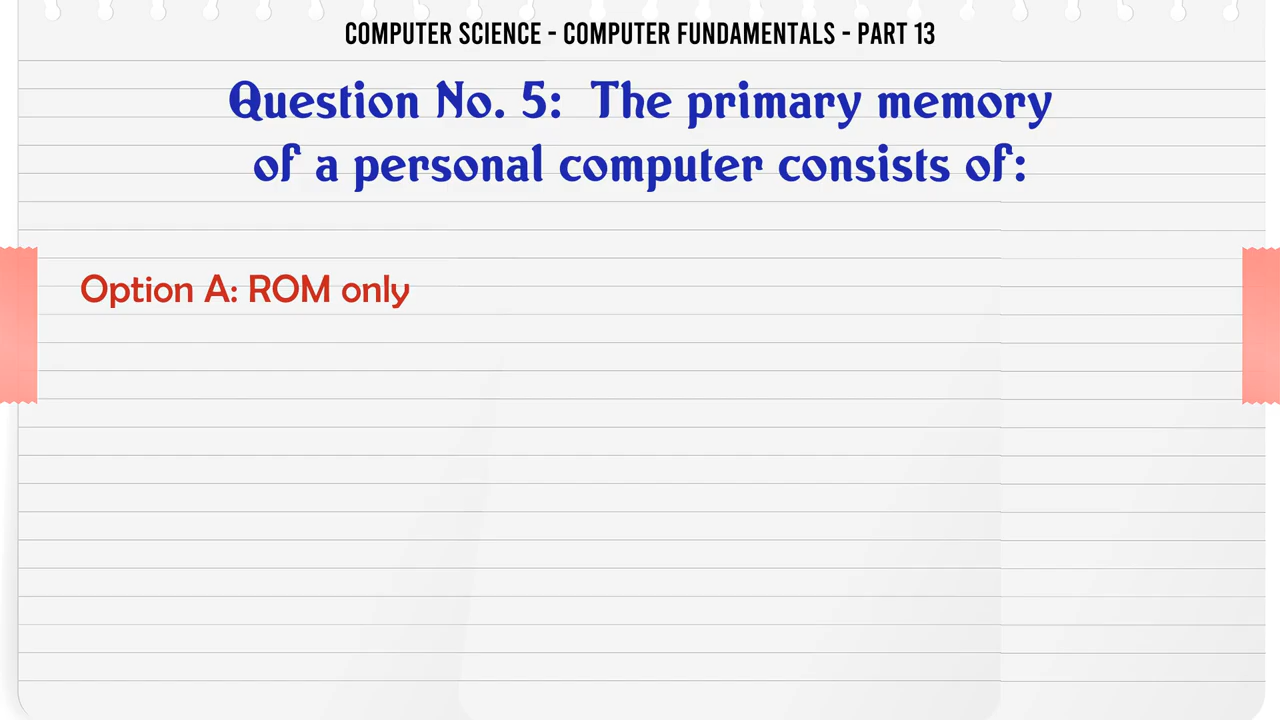 COMPUTER SCIENCE - COMPUTER FUNDAMENTALS - PART 13
Question No. 5: The primary memory
of a personal computer consists of:
Option A: ROM only